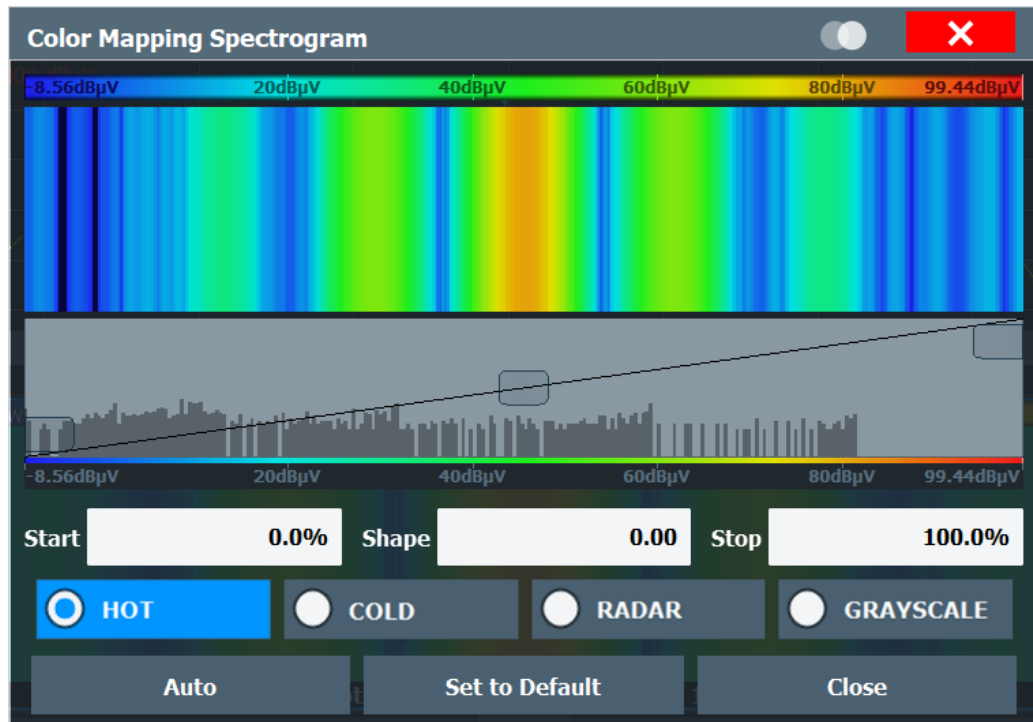 Color Mapping Spectrogram
-8.56dBµV 20dBµV 40dBµV 60dBµV 80dBµV 99.44dBµV
-8.56dBµV 20dBµV 40dBµV 60dBµV 80dBµV 99.44dBµV
Start 0.0% Shape 0.00 Stop 100.0%
HOT COLD RADAR GRAYSCALE
Auto Set to Default Close